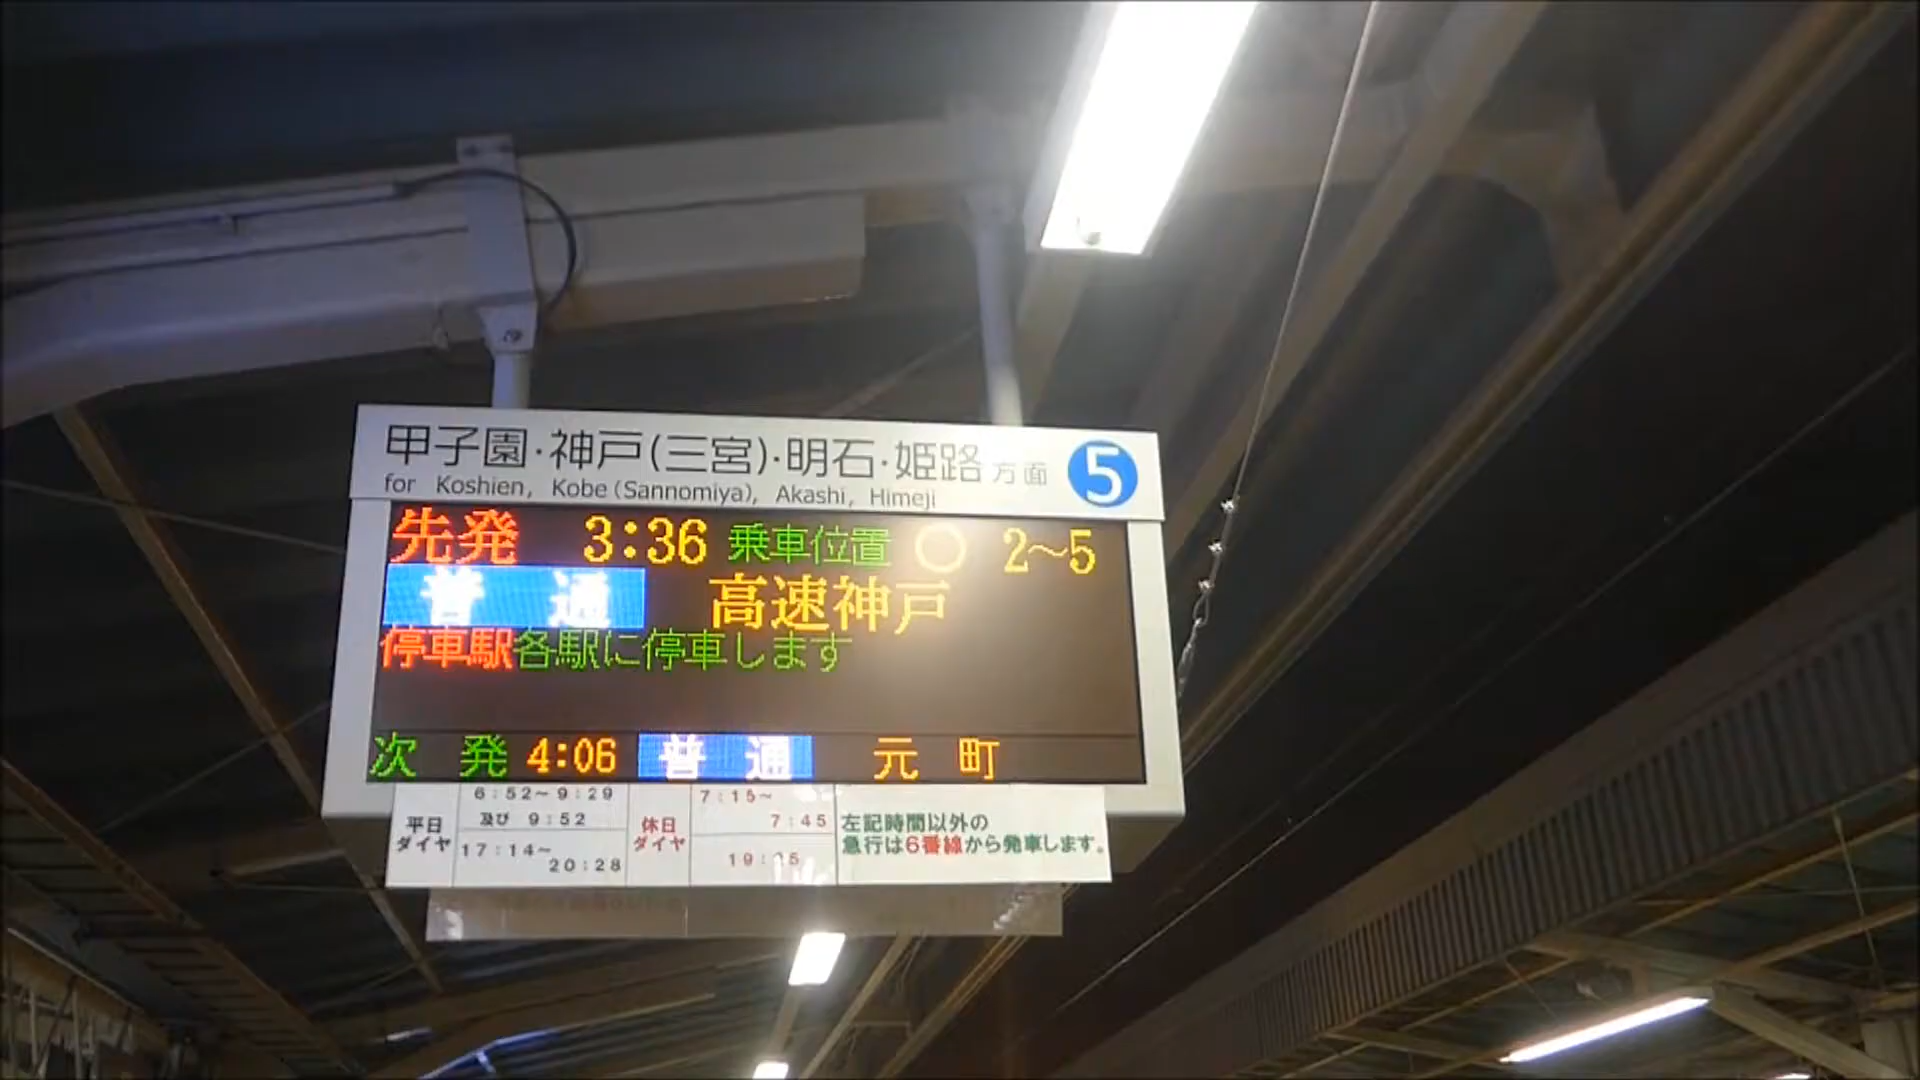 甲子園・神戸(三宮)・明石・姫路方面 5
for Koshien, Kobe (Sannomiya), Akashi, Himeji
先発 3:36 乗車位置 ○ 2～5
普通 高速神戸
停車駅各駅に停車します
次発 4:06 普通 元町
平日ダイヤ
6:52～9:29
及び 9:52
17:14～
20:28
休日ダイヤ
7:15～
7:45
左記時間以外の
急行は6番線から発車します。